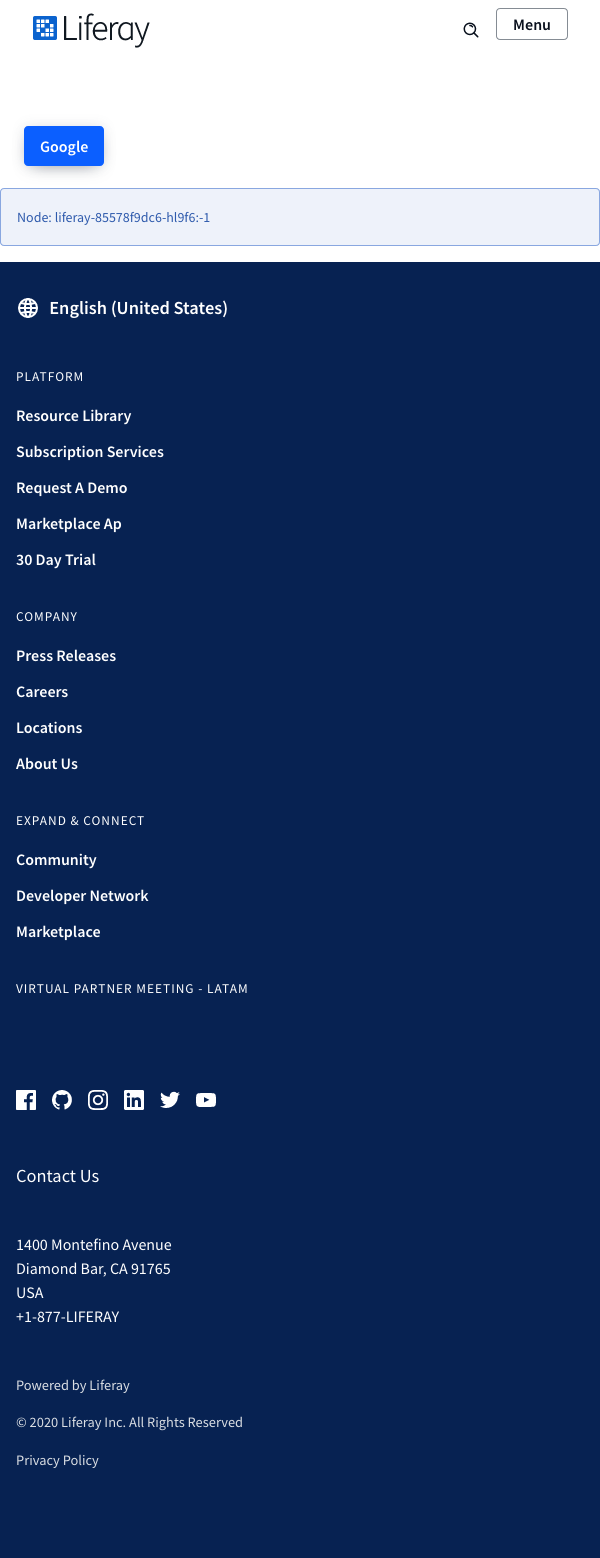 Liferay
Menu
Google
Node: liferay-85578f9dc6-hl9f6:-1
English (United States)
PLATFORM
Resource Library
Subscription Services
Request A Demo
Marketplace Ap
30 Day Trial
COMPANY
Press Releases
Careers
Locations
About Us
EXPAND & CONNECT
Community
Developer Network
Marketplace
VIRTUAL PARTNER MEETING - LATAM
Contact Us
1400 Montefino Avenue
Diamond Bar, CA 91765
USA
+1-877-LIFERAY
Powered by Liferay
© 2020 Liferay Inc. All Rights Reserved
Privacy Policy